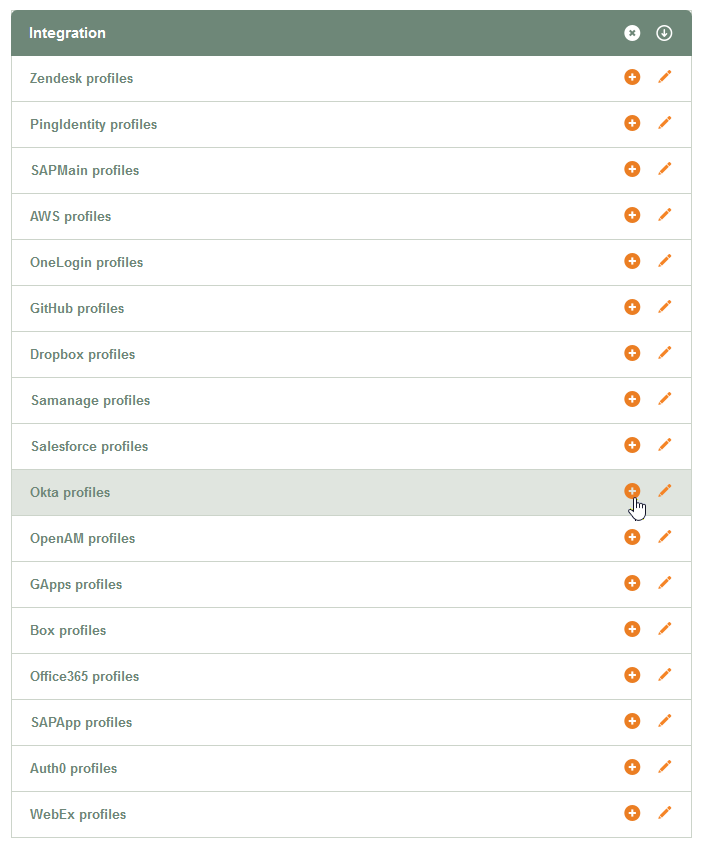 Integration
Zendesk profiles
PingIdentity profiles
SAPMain profiles
AWS profiles
OneLogin profiles
GitHub profiles
Dropbox profiles
Samanage profiles
Salesforce profiles
Okta profiles
OpenAM profiles
GApps profiles
Box profiles
Office365 profiles
SAPApp profiles
Auth0 profiles
WebEx profiles